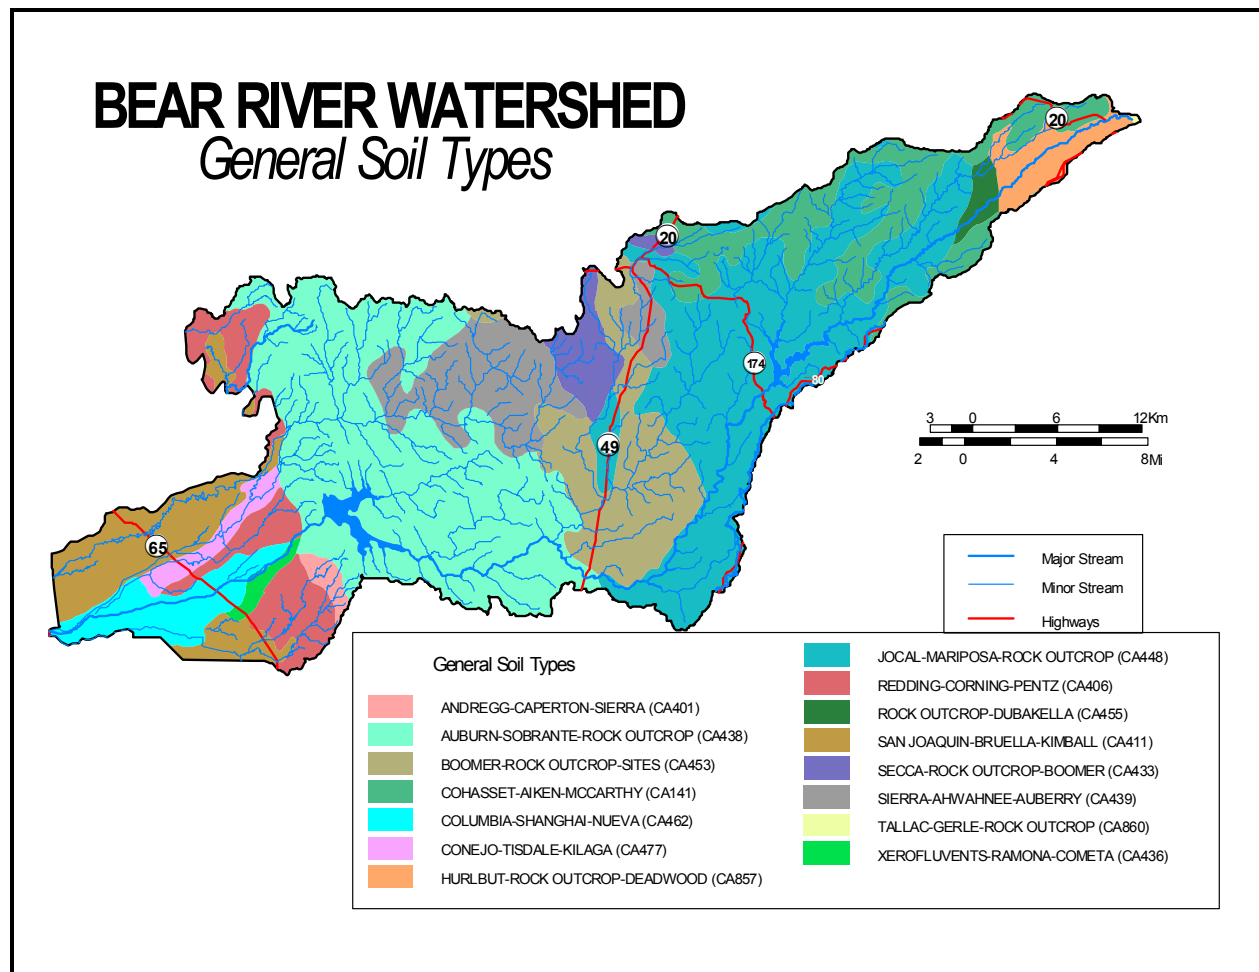 BEAR RIVER WATERSHED
General Soil Types
20
20
174
80
49
65
3 0 6 12Km
2 0 4 8Mi
Major Stream
Minor Stream
Highways
General Soil Types
ANDREGG-CAPERTON-SIERRA (CA401)
AUBURN-SOBRANTE-ROCK OUTCROP (CA438)
BOOMER-ROCK OUTCROP-SITES (CA453)
COHASSET-AIKEN-MCCARTHY (CA141)
COLUMBIA-SHANGHAI-NUEVA (CA462)
CONEJO-TISDALE-KILAGA (CA477)
HURLBUT-ROCK OUTCROP-DEADWOOD (CA857)
JOCAL-MARIPOSA-ROCK OUTCROP (CA448)
REDDING-CORNING-PENTZ (CA406)
ROCK OUTCROP-DUBAKELLA (CA455)
SAN JOAQUIN-BRUELLA-KIMBALL (CA411)
SECCA-ROCK OUTCROP-BOOMER (CA433)
SIERRA-AHWAHNEE-AUBERRY (CA439)
TALLAC-GERLE-ROCK OUTCROP (CA860)
XEROFLUVENTS-RAMONA-COMETA (CA436)